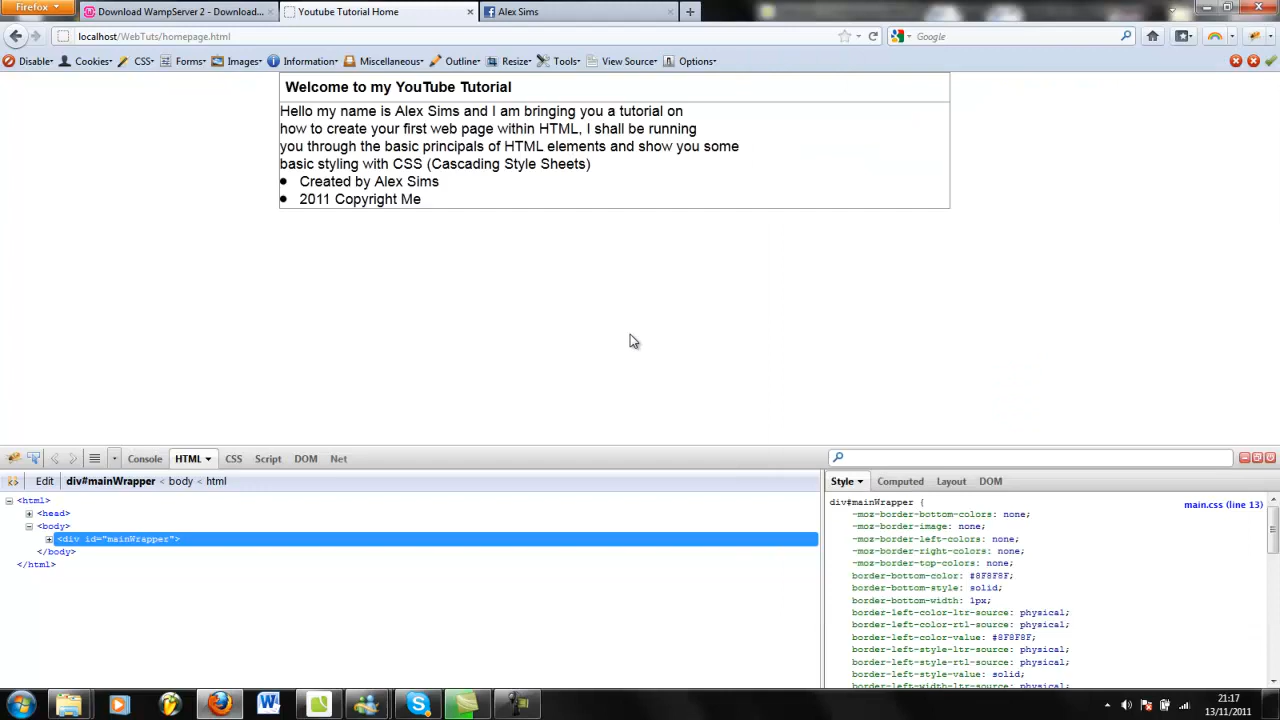 Firefox
Download WampServer 2 - Download...
Youtube Tutorial Home
Alex Sims
localhost/WebTuts/homepage.html
Google
Disable
Cookies
CSS
Forms
Images
Information
Miscellaneous
Outline
Resize
Tools
View Source
Options
Welcome to my YouTube Tutorial
Hello my name is Alex Sims and I am bringing you a tutorial on
how to create your first web page within HTML, I shall be running
you through the basic principals of HTML elements and show you some
basic styling with CSS (Cascading Style Sheets)
Created by Alex Sims
2011 Copyright Me
Console
HTML
CSS
Script
DOM
Net
Edit
div#mainWrapper < body < html
Style
Computed
Layout
DOM
<html>
<head>
<body>
<div id="mainWrapper">
</body>
</html>
div#mainWrapper {
main.css (line 13)
-moz-border-bottom-colors: none;
-moz-border-image: none;
-moz-border-left-colors: none;
-moz-border-right-colors: none;
-moz-border-top-colors: none;
border-bottom-color: #8F8F8F;
border-bottom-style: solid;
border-bottom-width: 1px;
border-left-color-ltr-source: physical;
border-left-color-rtl-source: physical;
border-left-color-value: #8F8F8F;
border-left-style-ltr-source: physical;
border-left-style-rtl-source: physical;
border-left-style-value: solid;
border-left-width-ltr-source: physical;
21:17
13/11/2011